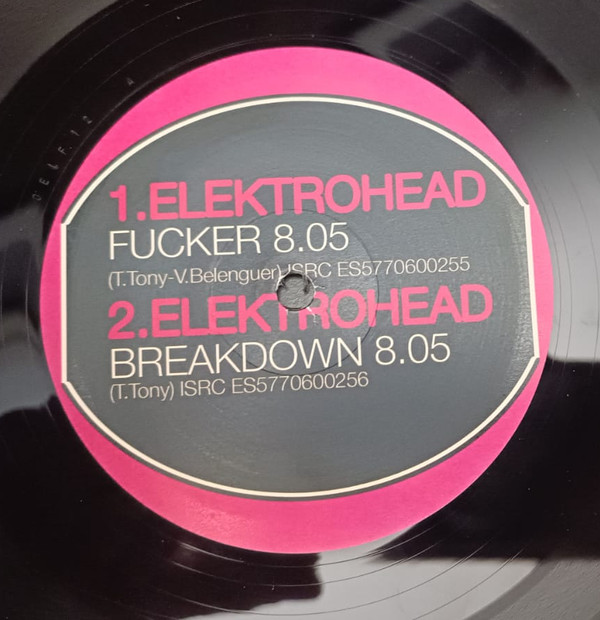 1.ELEKTROHEAD
FUCKER 8.05
(T.Tony-V.Belenguer) ISRC ES5770600255
2.ELEKTROHEAD
BREAKDOWN 8.05
(T.Tony) ISRC ES5770600256